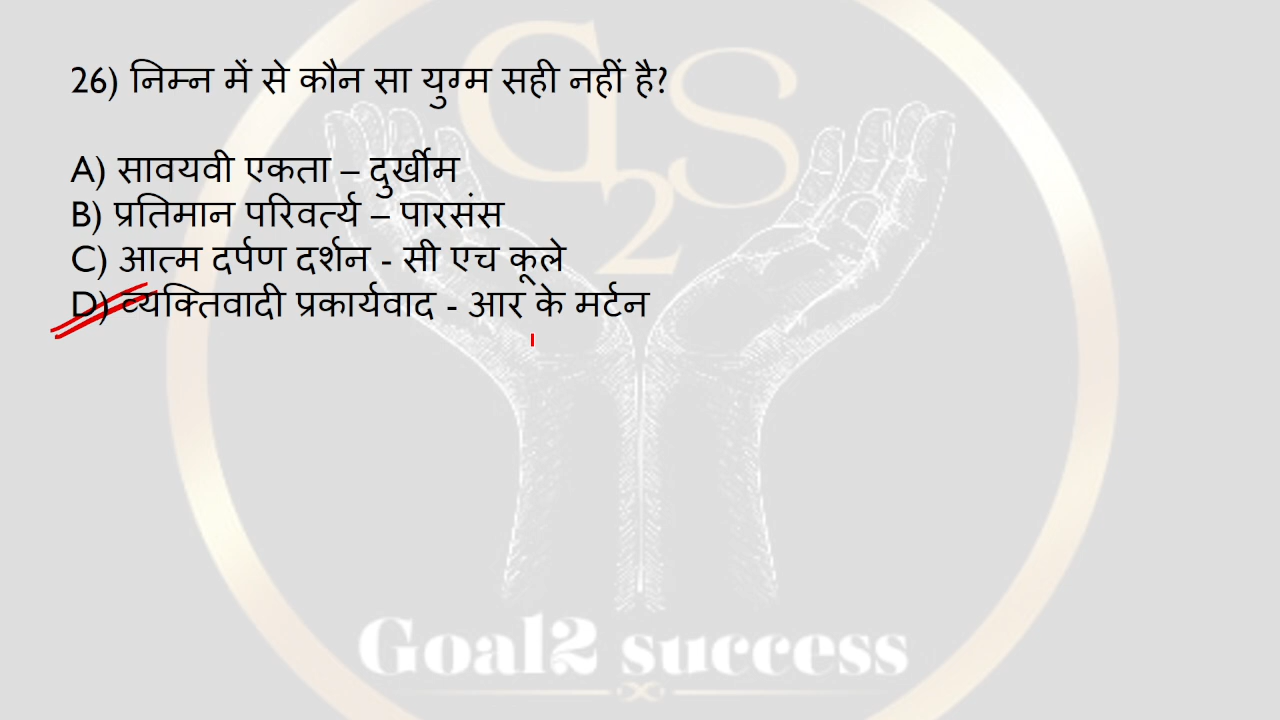 G2S
26) निम्न में से कौन सा युग्म सही नहीं है?
A) सावयवी एकता – दुर्खीम
B) प्रतिमान परिवर्त्य – पारसंस
C) आत्म दर्पण दर्शन - सी एच कूले
D) व्यक्तिवादी प्रकार्यवाद - आर के मर्टन
Goal2 success